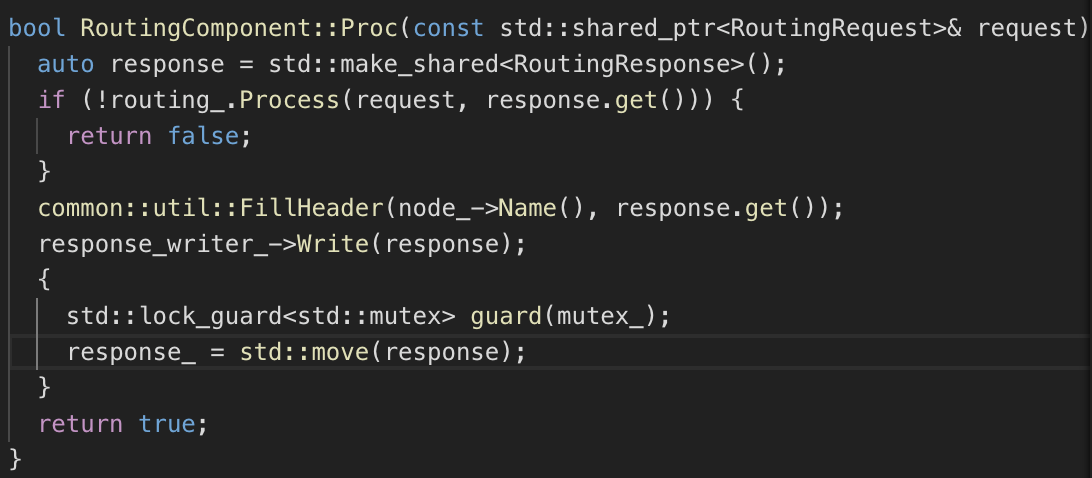 bool RoutingComponent::Proc(const std::shared_ptr<RoutingRequest>& request)
  auto response = std::make_shared<RoutingResponse>();
  if (!routing_.Process(request, response.get())) {
    return false;
  }
  common::util::FillHeader(node_->Name(), response.get());
  response_writer_->Write(response);
  {
    std::lock_guard<std::mutex> guard(mutex_);
    response_ = std::move(response);
  }
  return true;
}